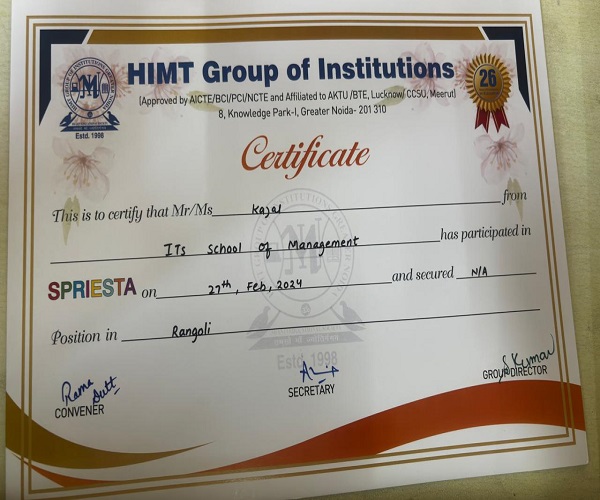 HIMT Group of Institutions
26
(Approved by AICTE/BCI/PCI/NCTE and Affiliated to AKTU /BTE, Lucknow/ CCSU, Meerut)
8, Knowledge Park-I, Greater Noida- 201 310
Estd. 1998
Certificate
This is to certify that Mr/Ms Kajal from
ITs School of Management has participated in
SPRIESTA on 27th, Feb, 2024 and secured N/A
Position in Rangoli
Estd. 1998
Rama Dutt
S Kumar
CONVENER
SECRETARY
GROUP DIRECTOR